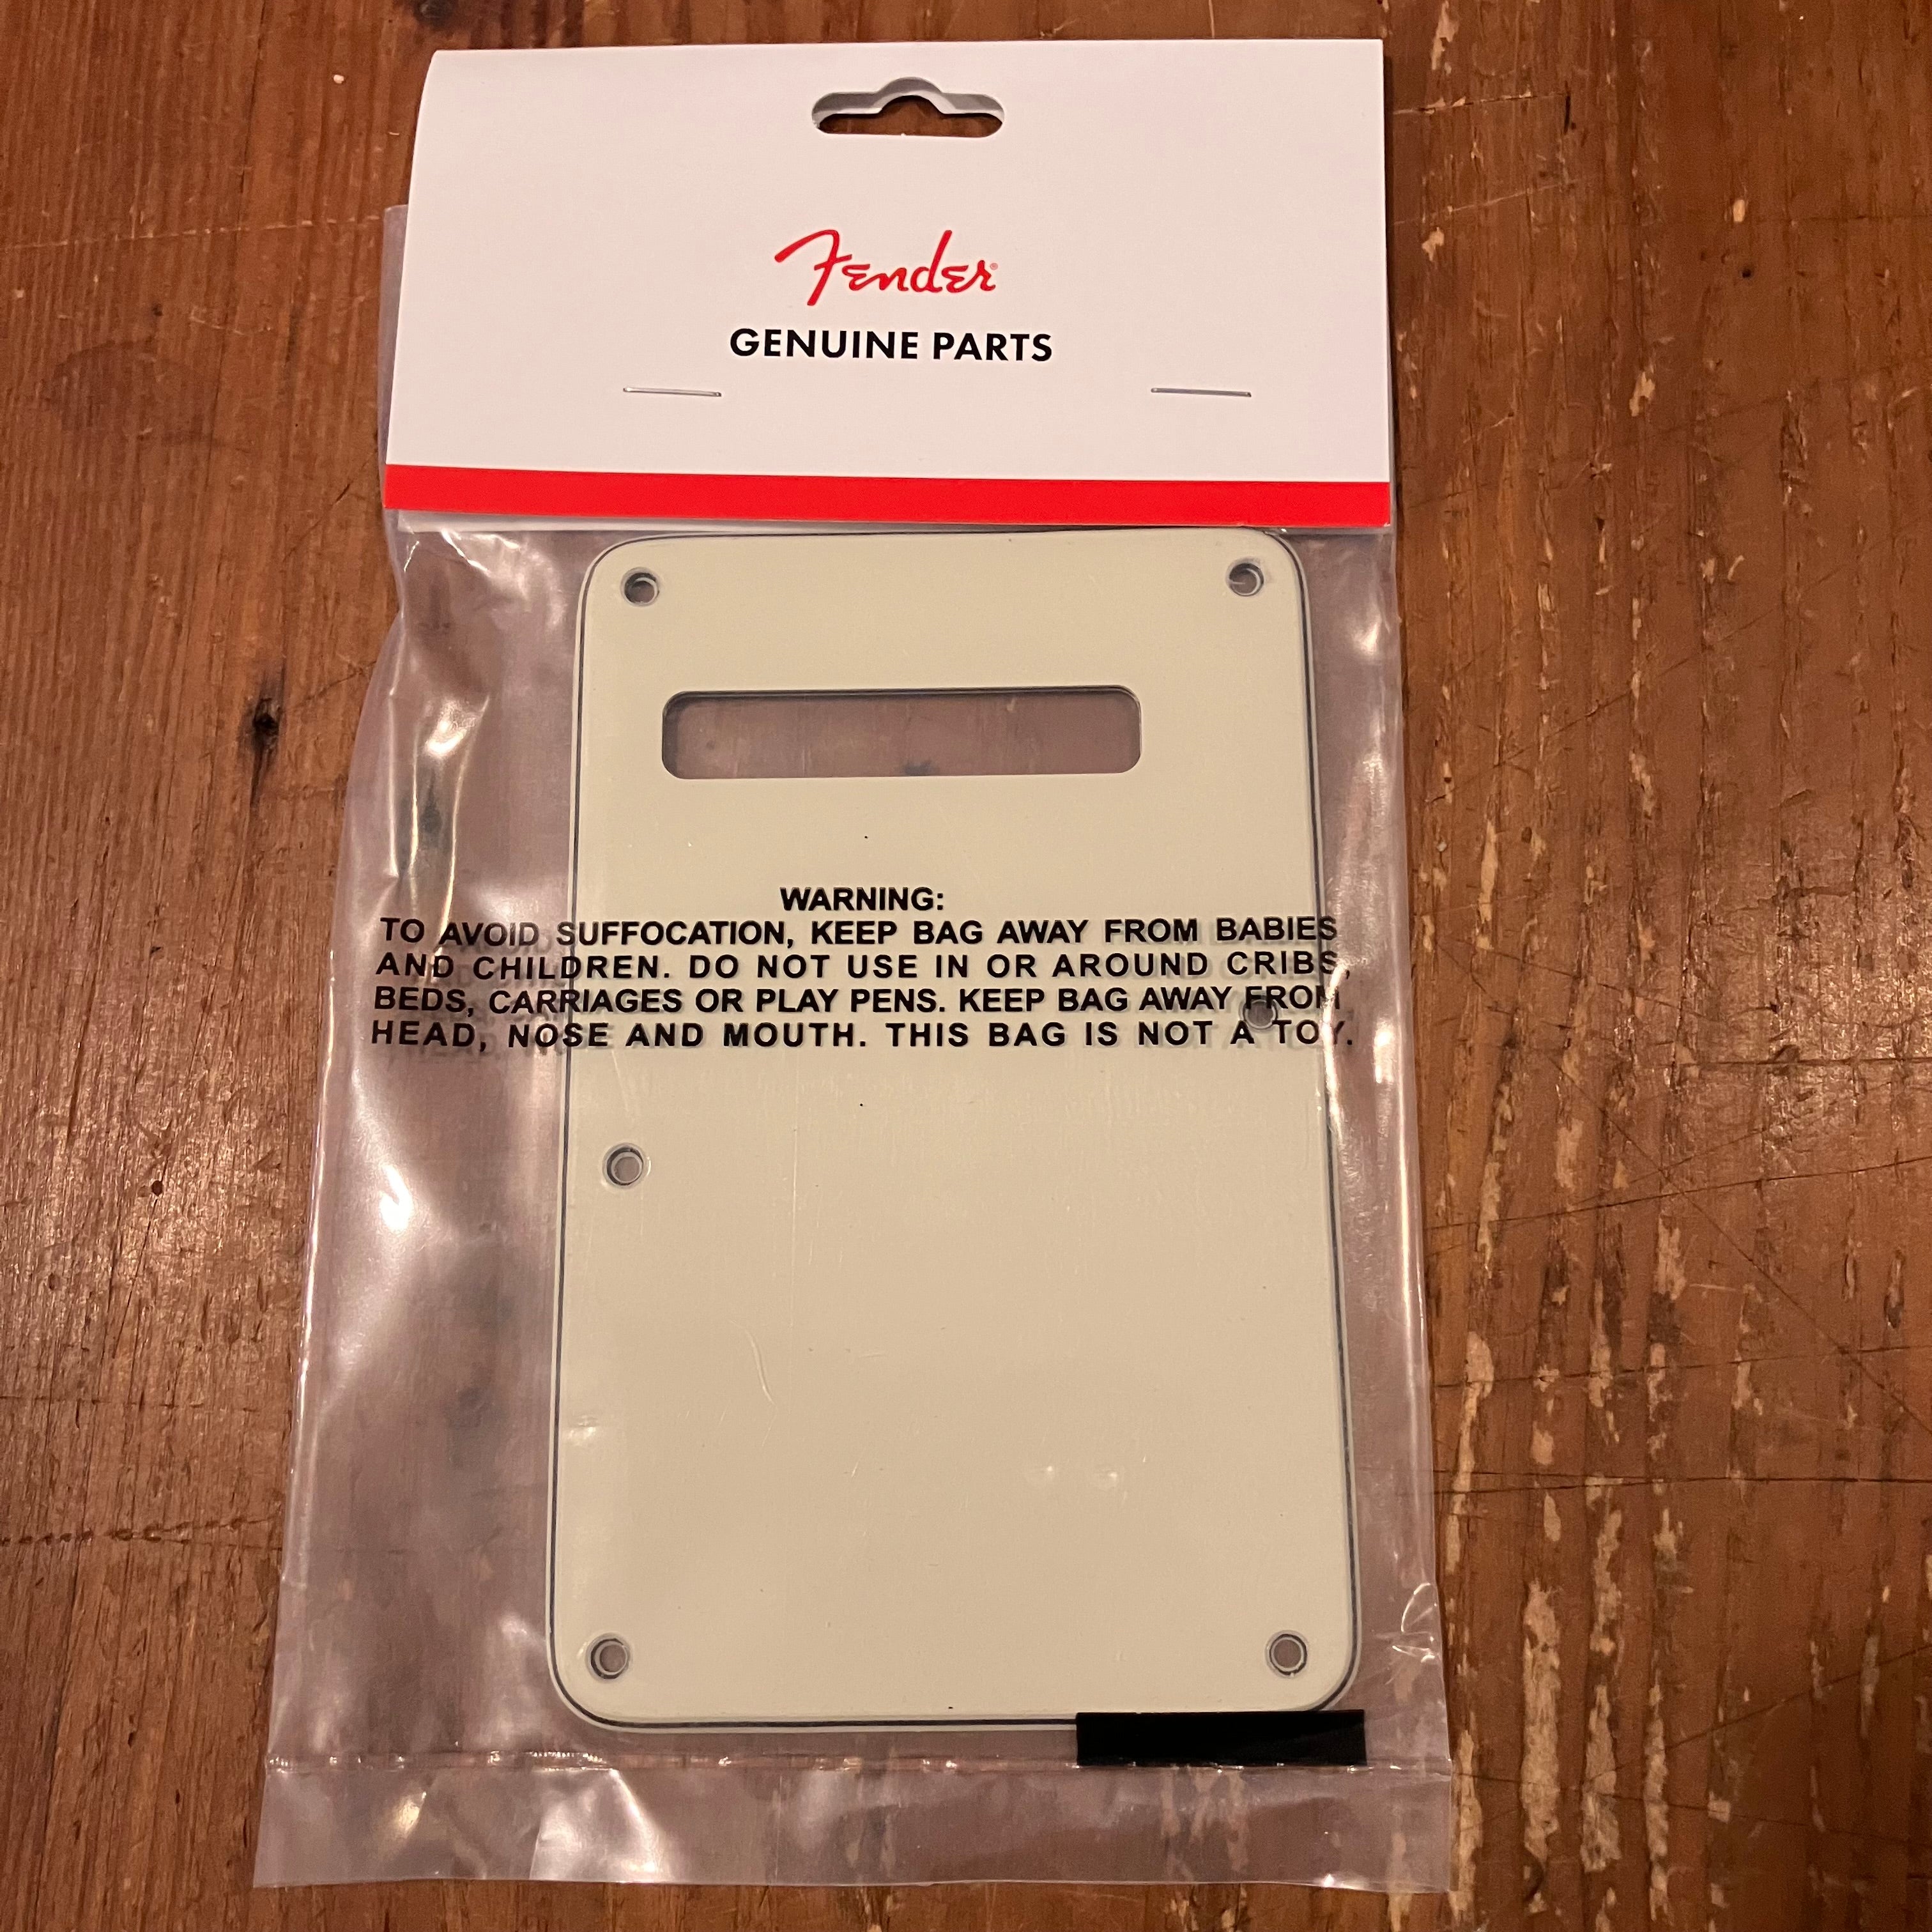 Fender
GENUINE PARTS
WARNING:
TO AVOID SUFFOCATION, KEEP BAG AWAY FROM BABIES
AND CHILDREN. DO NOT USE IN OR AROUND CRIBS,
BEDS, CARRIAGES OR PLAY PENS. KEEP BAG AWAY FROM
HEAD, NOSE AND MOUTH. THIS BAG IS NOT A TOY.